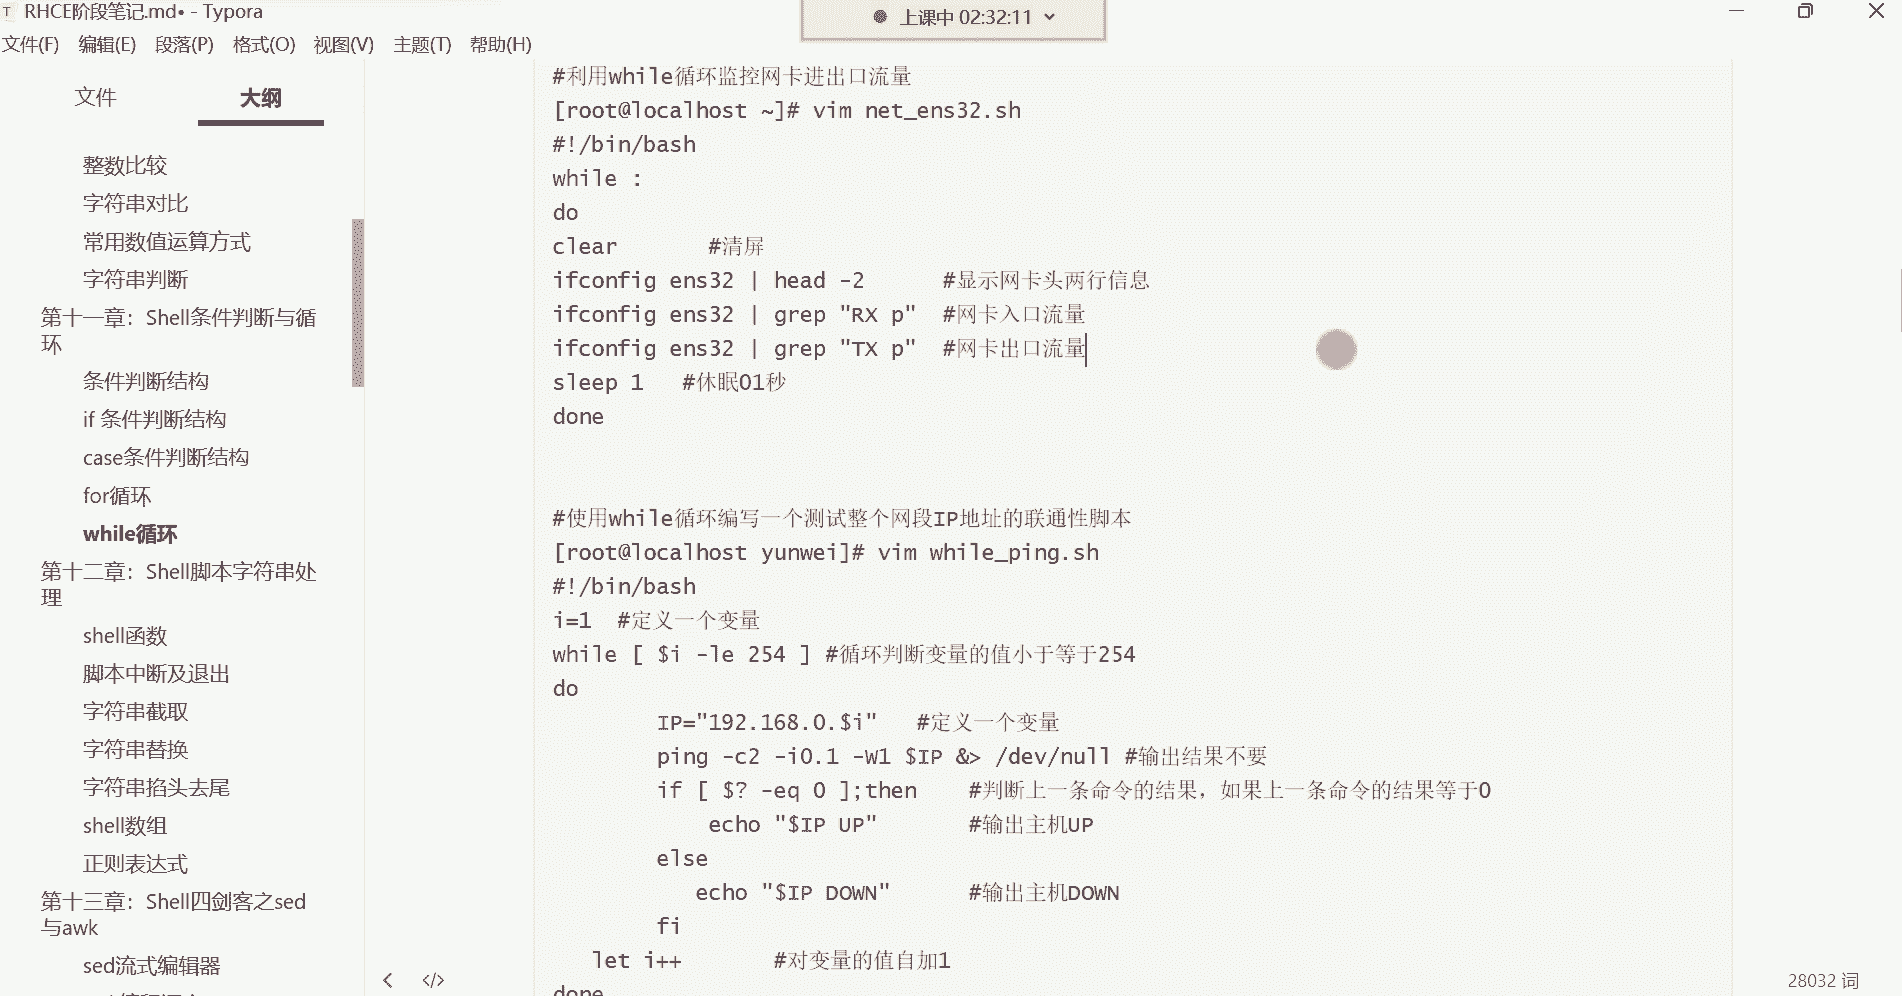 RHCE阶段笔记.md• - Typora
上课中 02:32:11
文件(F) 编辑(E) 段落(P) 格式(O) 视图(V) 主题(T) 帮助(H)
文件 大纲
整数比较
字符串对比
常用数值运算方式
字符串判断
第十一章：Shell条件判断与循
环
条件判断结构
if 条件判断结构
case条件判断结构
for循环
while循环
第十二章：Shell脚本字符串处
理
shell函数
脚本中断及退出
字符串截取
字符串替换
字符串掐头去尾
shell数组
正则表达式
第十三章：Shell四剑客之sed
与awk
sed流式编辑器
#利用while循环监控网卡进出口流量
[root@localhost ~]# vim net_ens32.sh
#!/bin/bash
while :
do
clear #清屏
ifconfig ens32 | head -2 #显示网卡头两行信息
ifconfig ens32 | grep "RX p" #网卡入口流量
ifconfig ens32 | grep "TX p" #网卡出口流量
sleep 1 #休眠01秒
done
#使用while循环编写一个测试整个网段IP地址的联通性脚本
[root@localhost yunwei]# vim while_ping.sh
#!/bin/bash
i=1 #定义一个变量
while [ $i -le 254 ] #循环判断变量的值小于等于254
do
IP="192.168.0.$i" #定义一个变量
ping -c2 -i0.1 -W1 $IP &> /dev/null #输出结果不要
if [ $? -eq 0 ];then #判断上一条命令的结果，如果上一条命令的结果等于0
echo "$IP UP" #输出主机UP
else
echo "$IP DOWN" #输出主机DOWN
fi
let i++ #对变量的值自加1
done
</> 28032 词